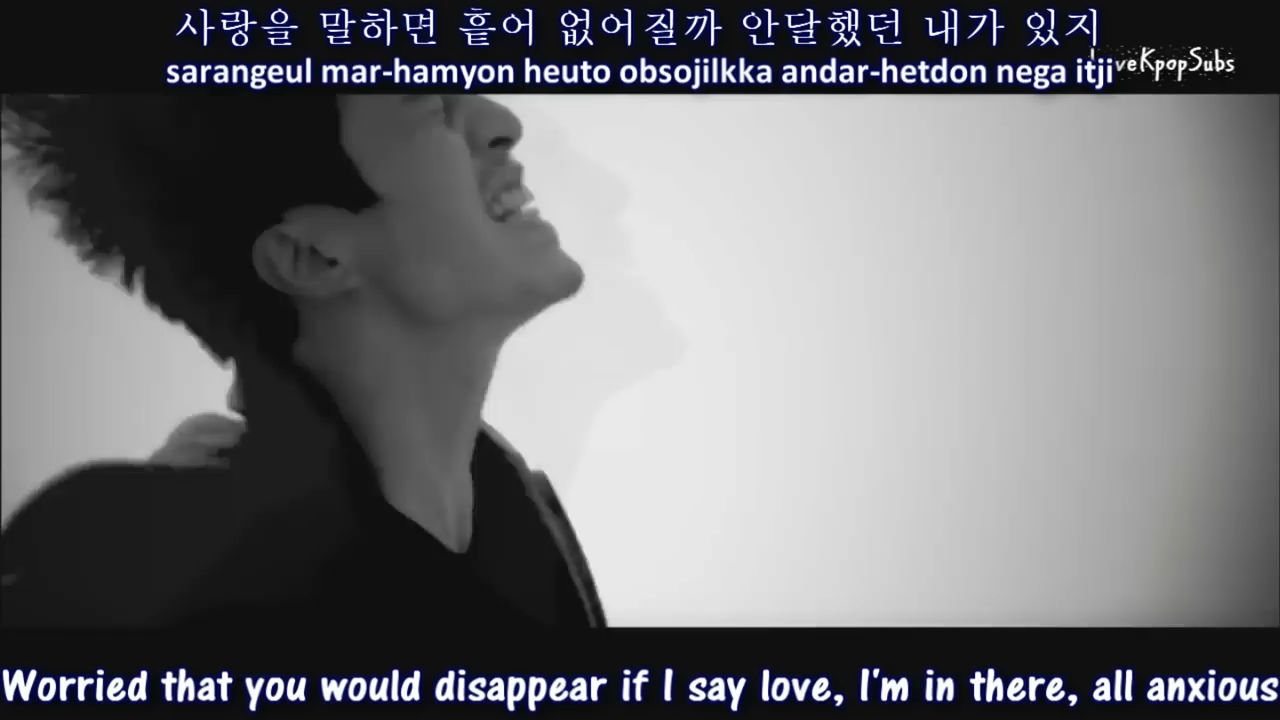 사랑을 말하면 흩어 없어질까 안달했던 내가 있지
sarangeul mar-hamyon heuto obsojilkka andar-hetdon nega itji
veKpopSubs
Worried that you would disappear if I say love, I'm in there, all anxious